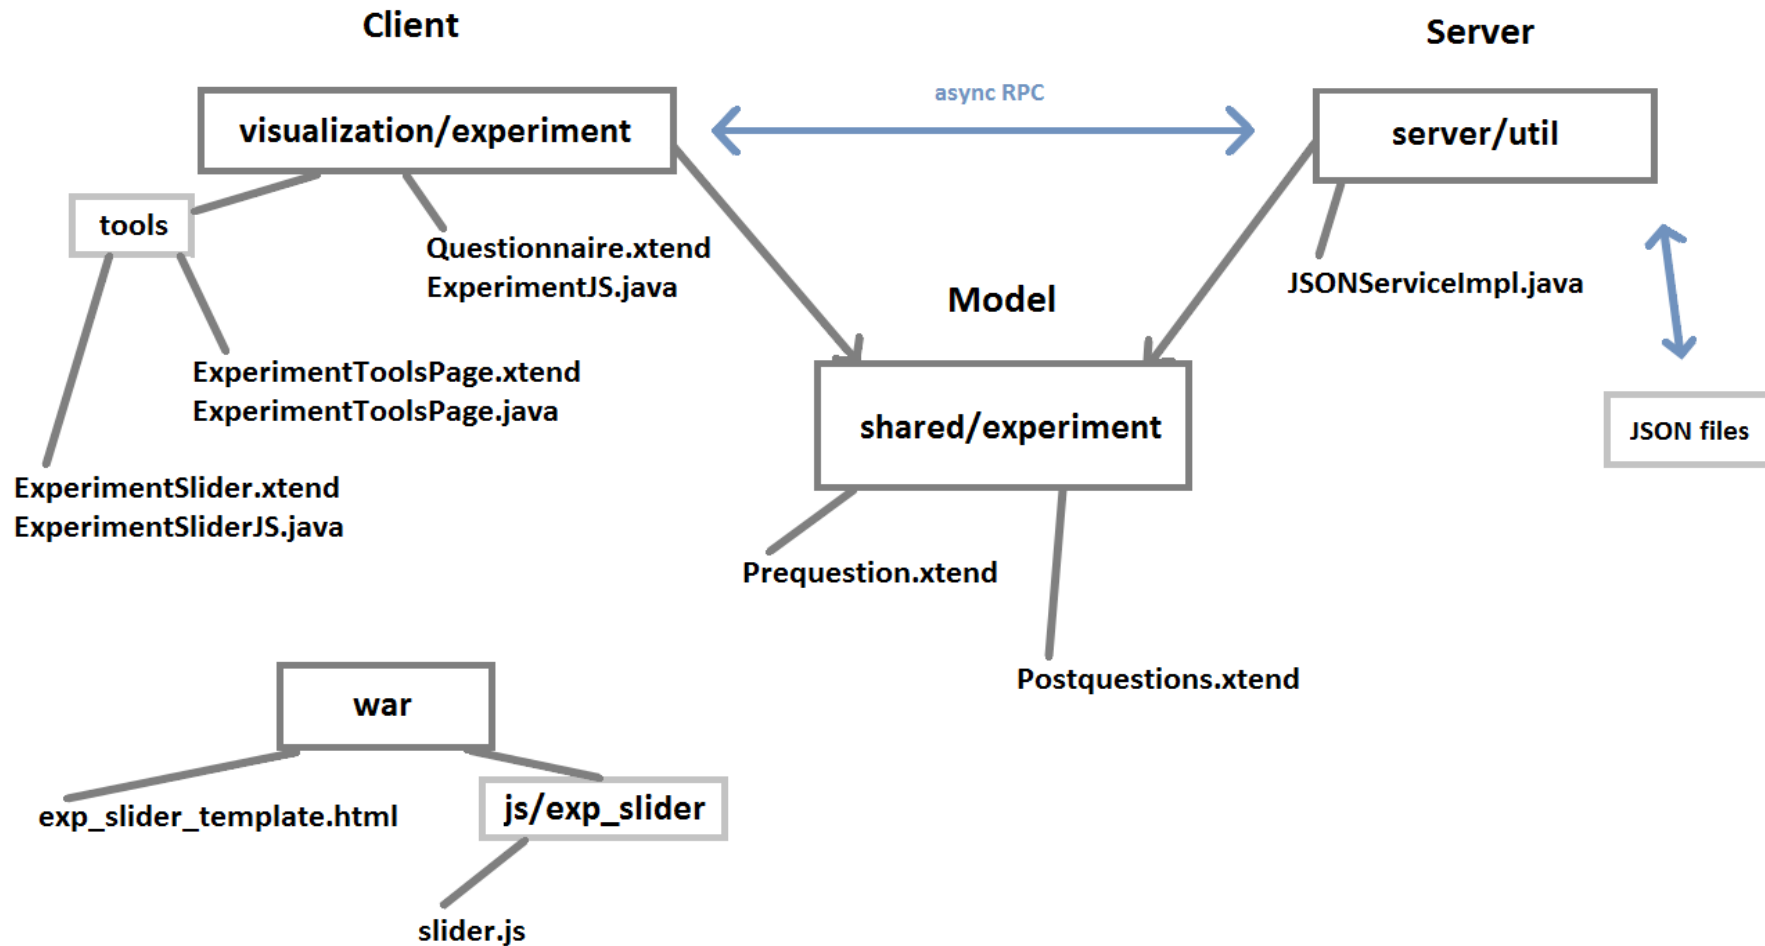 Client
Server
async RPC
visualization/experiment
server/util
tools
Questionnaire.xtend
ExperimentJS.java
JSONServiceImpl.java
Model
ExperimentToolsPage.xtend
ExperimentToolsPage.java
shared/experiment
JSON files
ExperimentSlider.xtend
ExperimentSliderJS.java
Prequestion.xtend
Postquestions.xtend
war
exp_slider_template.html
js/exp_slider
slider.js